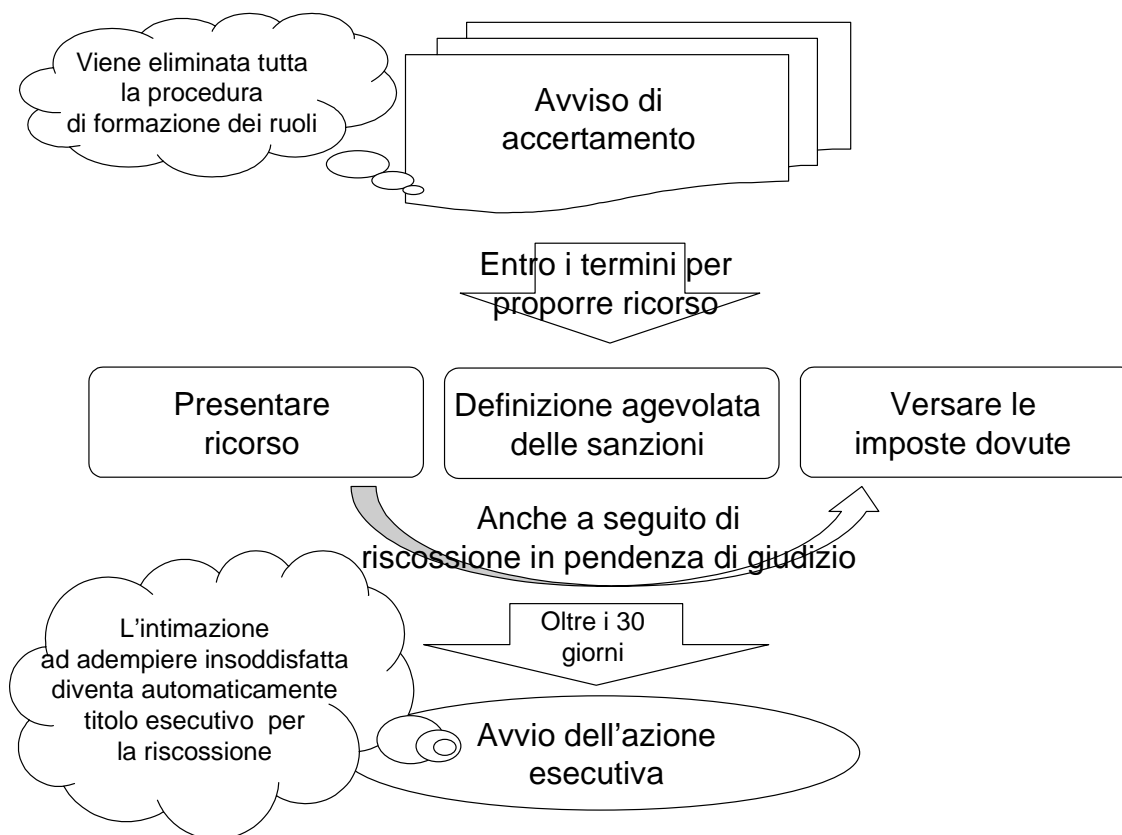 Viene eliminata tutta
la procedura
di formazione dei ruoli
Avviso di
accertamento
Entro i termini per
proporre ricorso
Presentare
ricorso
Definizione agevolata
delle sanzioni
Versare le
imposte dovute
Anche a seguito di
riscossione in pendenza di giudizio
Oltre i 30
giorni
L'intimazione
ad adempiere insoddisfatta
diventa automaticamente
titolo esecutivo per
la riscossione
Avvio dell'azione
esecutiva